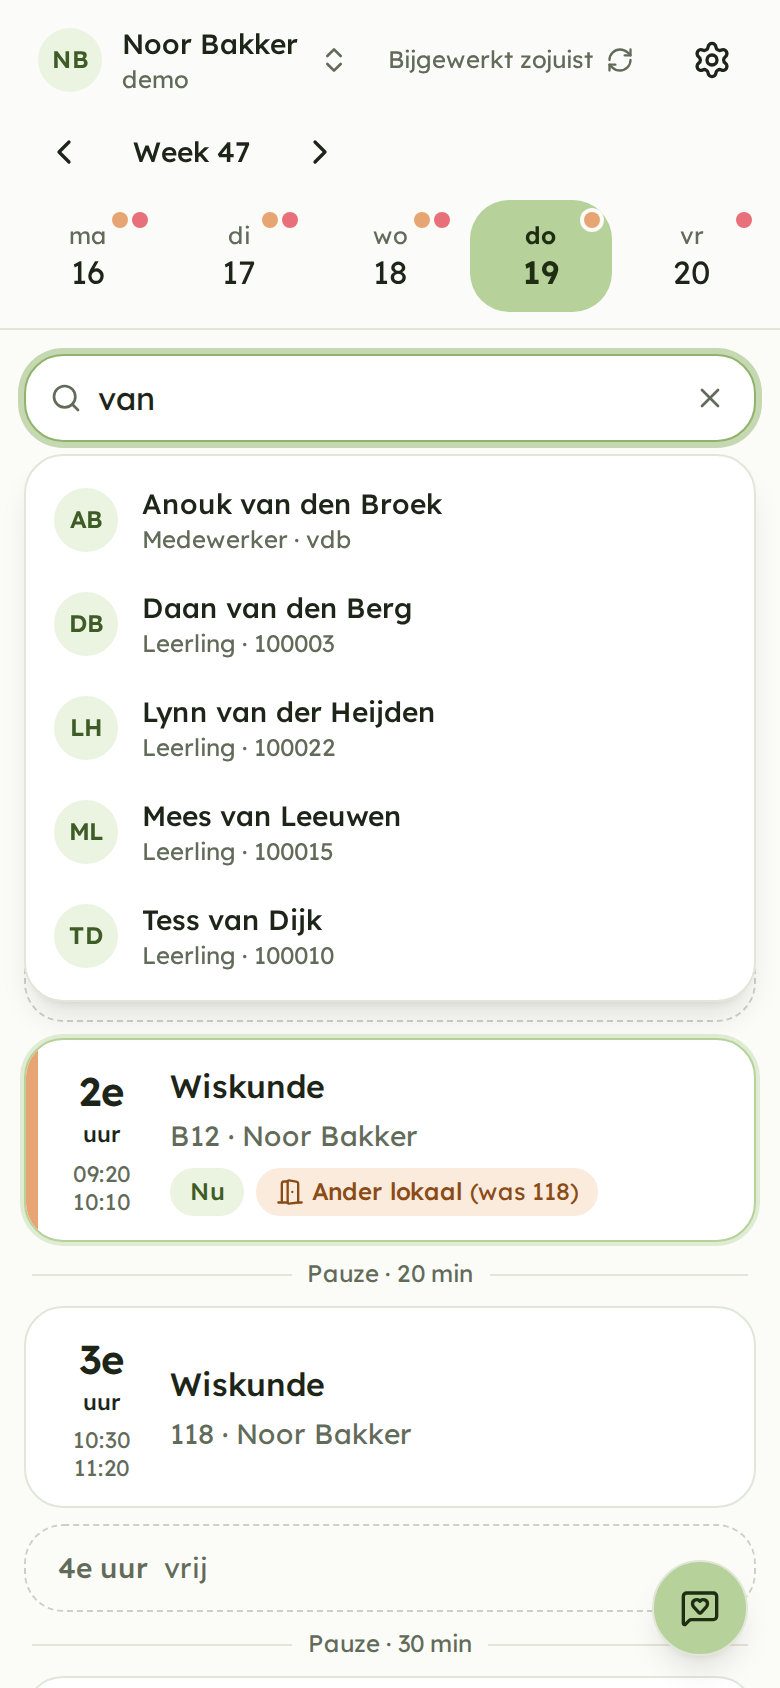 NB
Noor Bakker
demo
Bijgewerkt zojuist
Week 47
ma
16
di
17
wo
18
do
19
vr
20
van
AB
Anouk van den Broek
Medewerker · vdb
DB
Daan van den Berg
Leerling · 100003
LH
Lynn van der Heijden
Leerling · 100022
ML
Mees van Leeuwen
Leerling · 100015
TD
Tess van Dijk
Leerling · 100010
2e
uur
09:20
10:10
Wiskunde
B12 · Noor Bakker
Nu
Ander lokaal (was 118)
Pauze · 20 min
3e
uur
10:30
11:20
Wiskunde
118 · Noor Bakker
4e uur vrij
Pauze · 30 min